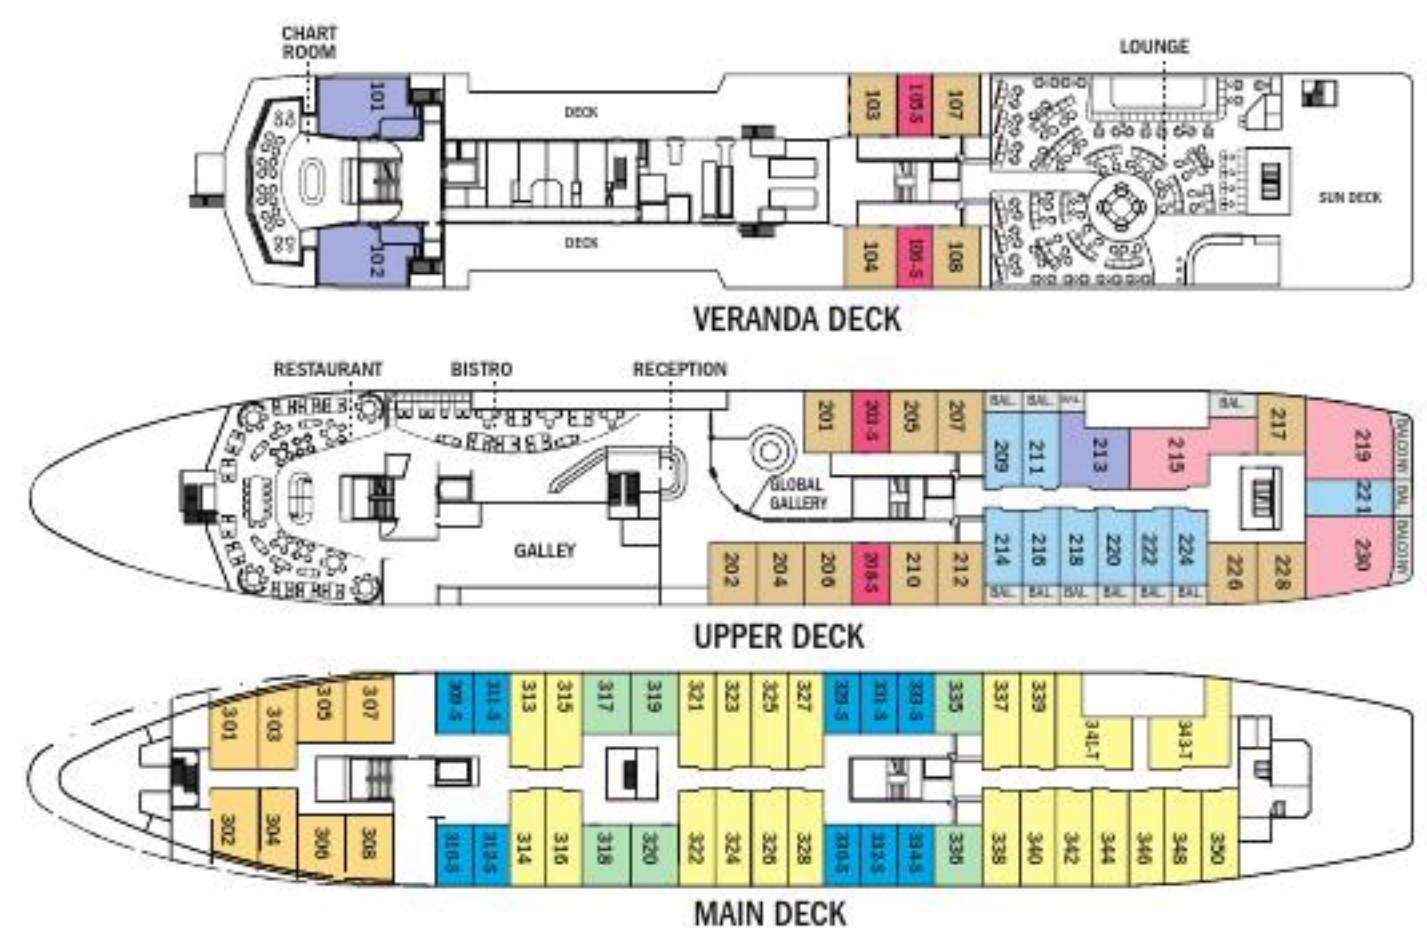 CHART
ROOM
LOUNGE
101
DECK
103
105-S
107
SUN DECK
DECK
102
104
106-S
108
VERANDA DECK
RESTAURANT
BISTRO
RECEPTION
201
203-S
205
207
BAL.
BAL.
BAL.
BAL.
209
211
213
215
217
219
BALCONY
GLOBAL
GALLERY
221
BAL.
GALLEY
202
204
206
208-S
210
212
214
216
218
220
222
224
226
228
230
BALCONY
BAL.
BAL.
BAL.
BAL.
BAL.
BAL.
UPPER DECK
301
303
305
307
309-S
311-S
313
315
317
319
321
323
325
327
329-S
331-S
333-S
335
337
339
341-T
343-T
302
304
306
308
310-S
312-S
314
316
318
320
322
324
326
328
330-S
332-S
334-S
336
338
340
342
344
346
348
350
MAIN DECK